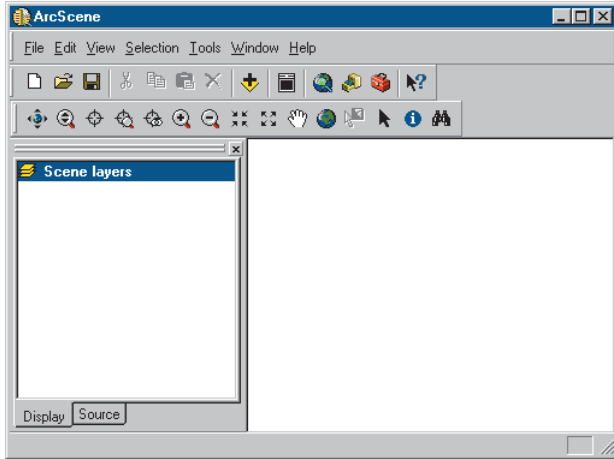 ArcScene
File Edit View Selection Tools Window Help
Scene layers
Display Source